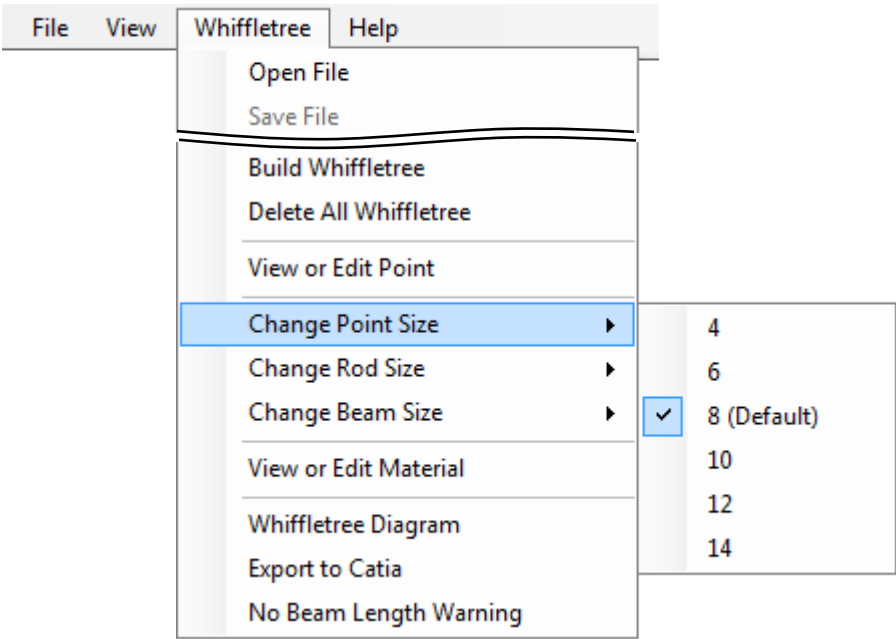 File View Whiffletree Help
Open File
Save File
Build Whiffletree
Delete All Whiffletree
View or Edit Point
Change Point Size
Change Rod Size
Change Beam Size
View or Edit Material
Whiffletree Diagram
Export to Catia
No Beam Length Warning
4
6
8 (Default)
10
12
14